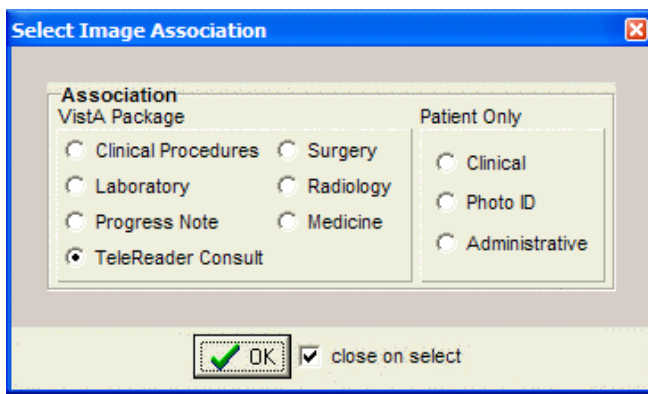 Select Image Association
Association
VistA Package
Patient Only
Clinical Procedures
Surgery
Clinical
Laboratory
Radiology
Photo ID
Progress Note
Medicine
Administrative
TeleReader Consult
OK
close on select